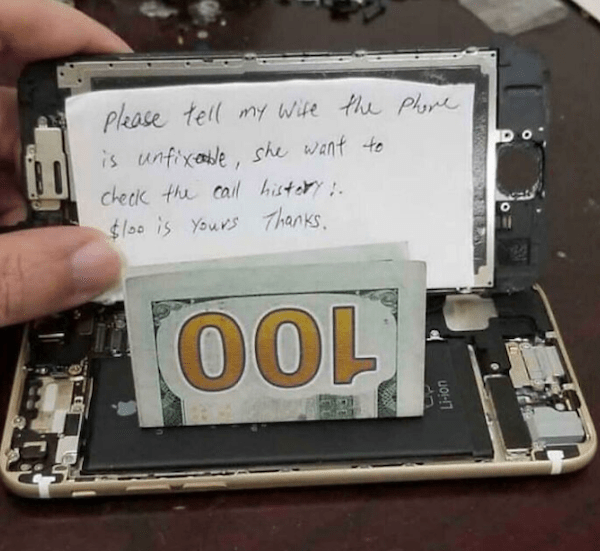 Please tell my wife the phone
is unfixable, she want to
check the call history!.
$100 is yours Thanks.
100
Li-ion